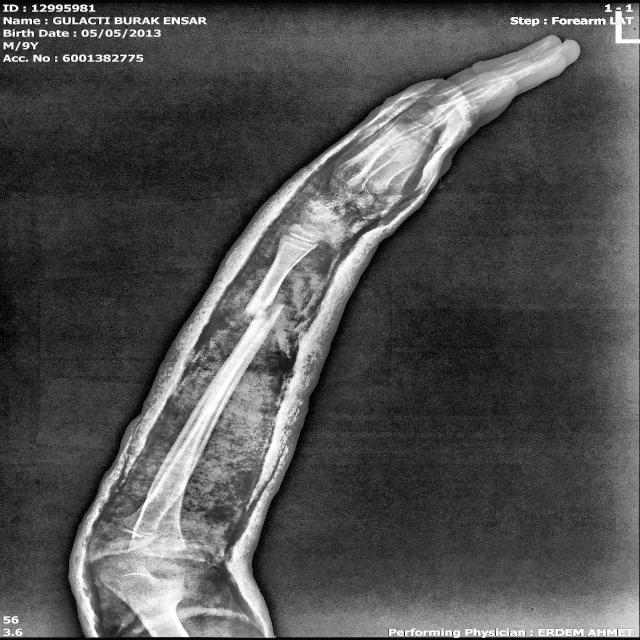 ID : 12995981
Name : GULACTI BURAK ENSAR
Birth Date : 05/05/2013
M/9Y
Acc. No : 6001382775
1 - 1
Step : Forearm LAT
L
56
3.6
Performing Physician : ERDEM AHMET